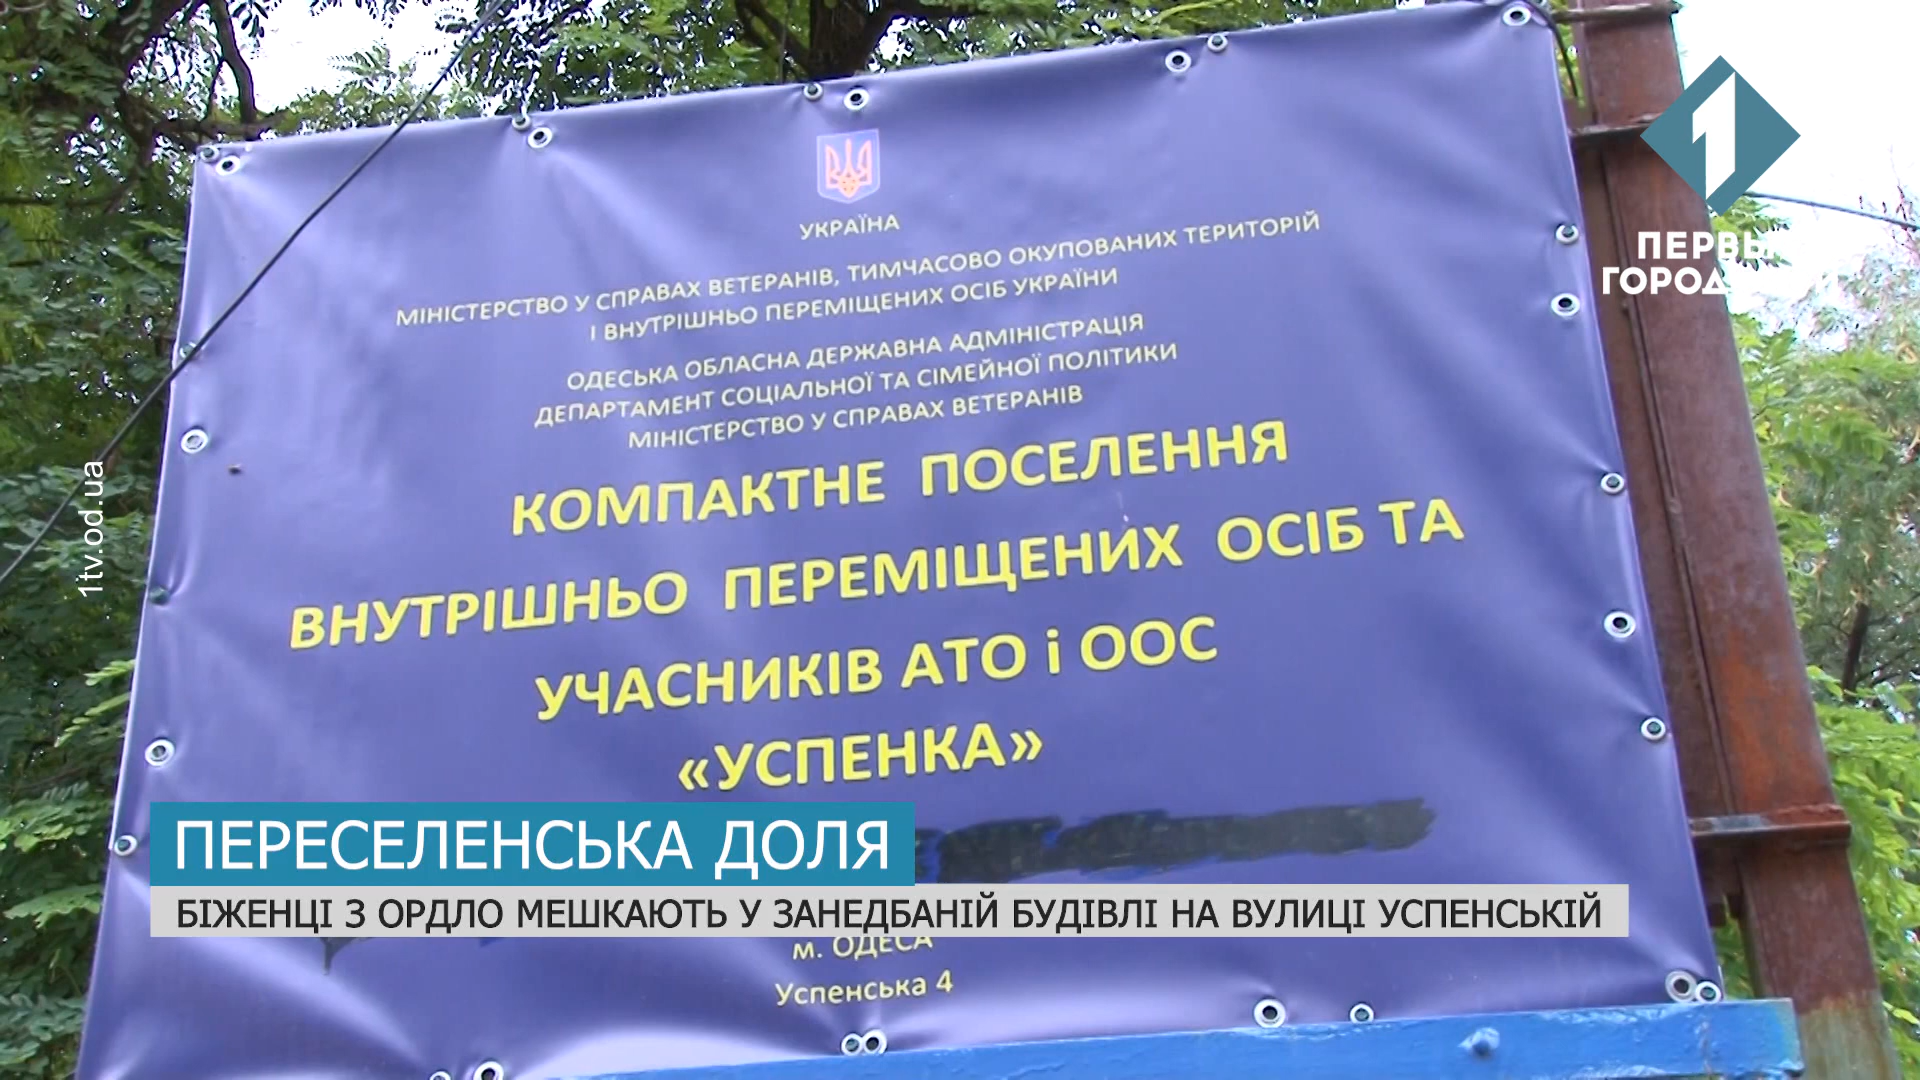 УКРАЇНА
МІНІСТЕРСТВО У СПРАВАХ ВЕТЕРАНІВ, ТИМЧАСОВО ОКУПОВАНИХ ТЕРИТОРІЙ
І ВНУТРІШНЬО ПЕРЕМІЩЕНИХ ОСІБ УКРАЇНИ
ОДЕСЬКА ОБЛАСНА ДЕРЖАВНА АДМІНІСТРАЦІЯ
ДЕПАРТАМЕНТ СОЦІАЛЬНОЇ ТА СІМЕЙНОЇ ПОЛІТИКИ
МІНІСТЕРСТВО У СПРАВАХ ВЕТЕРАНІВ
КОМПАКТНЕ ПОСЕЛЕННЯ
ВНУТРІШНЬО ПЕРЕМІЩЕНИХ ОСІБ ТА
УЧАСНИКІВ АТО і ООС
«УСПЕНКА»
м. ОДЕСА
Успенська 4
ПЕРЕСЕЛЕНСЬКА ДОЛЯ
БІЖЕНЦІ З ОРДЛО МЕШКАЮТЬ У ЗАНЕДБАНІЙ БУДІВЛІ НА ВУЛИЦІ УСПЕНСЬКІЙ
1tv.od.ua
1